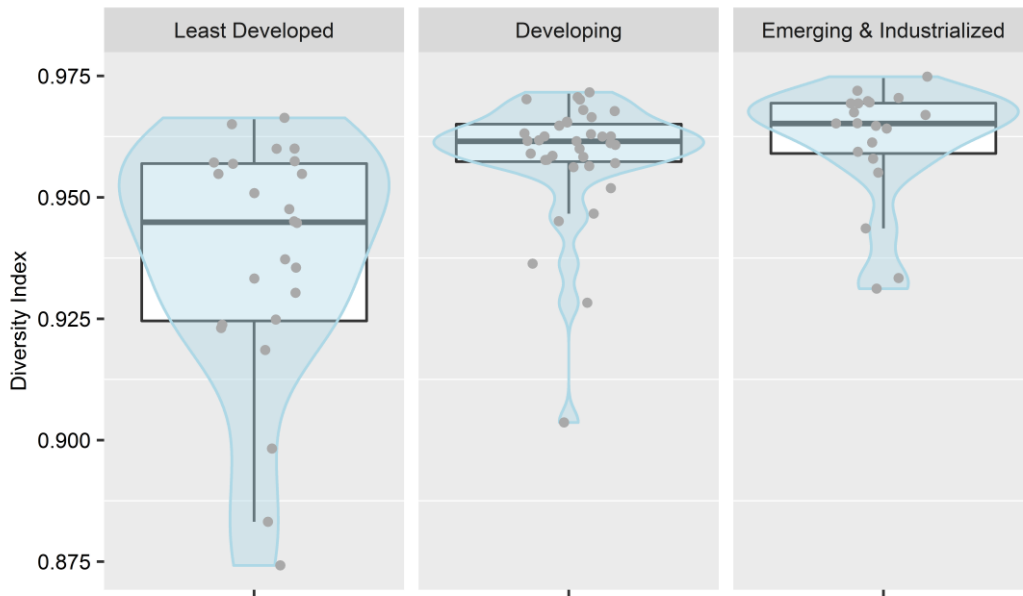 Least Developed
Developing
Emerging & Industrialized
0.975
0.950
0.925
0.900
0.875
Diversity Index